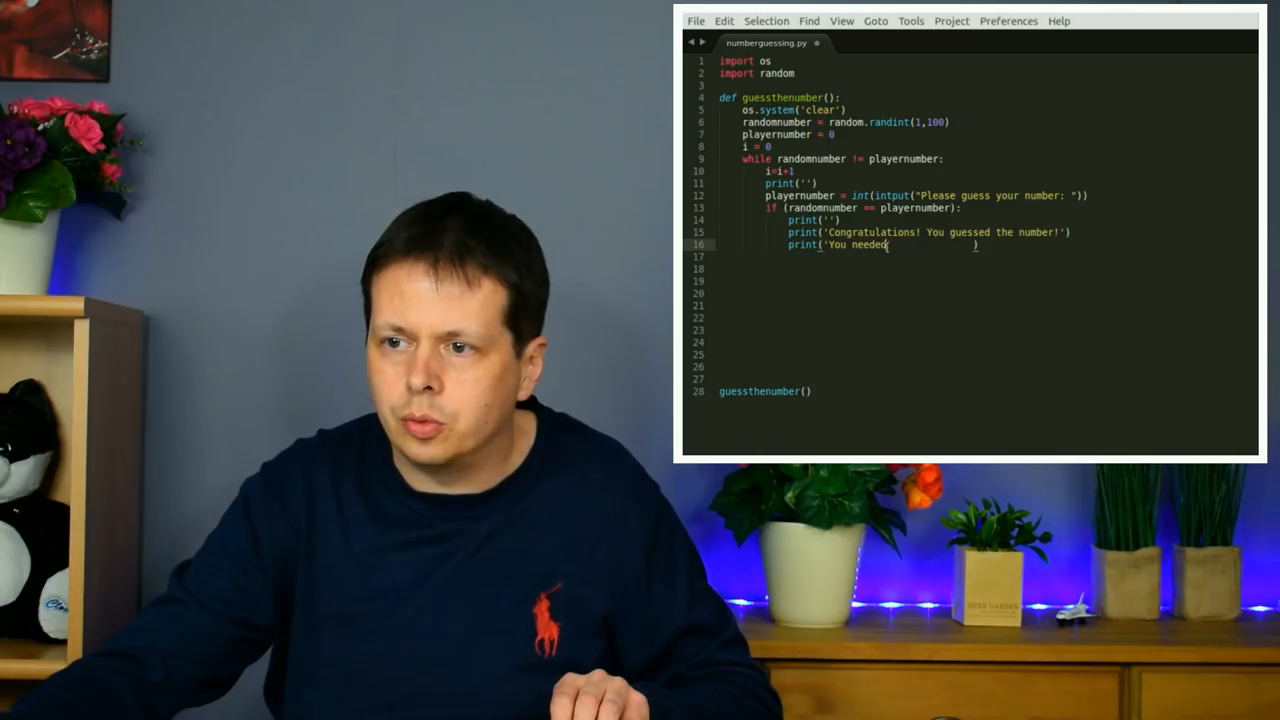 File Edit Selection Find View Goto Tools Project Preferences Help
numberguessing.py
1 import os
2 import random
3
4 def guessthenumber():
5 os.system('clear')
6 randomnumber = random.randint(1,100)
7 playernumber = 0
8 i = 0
9 while randomnumber != playernumber:
10 i=i+1
11 print('')
12 playernumber = int(intput("Please guess your number: "))
13 if (randomnumber == playernumber):
14 print('')
15 print('Congratulations! You guessed the number!')
16 print('You needed )
17
18
19
20
21
22
23
24
25
26
27
28 guessthenumber()
HERB GARDEN